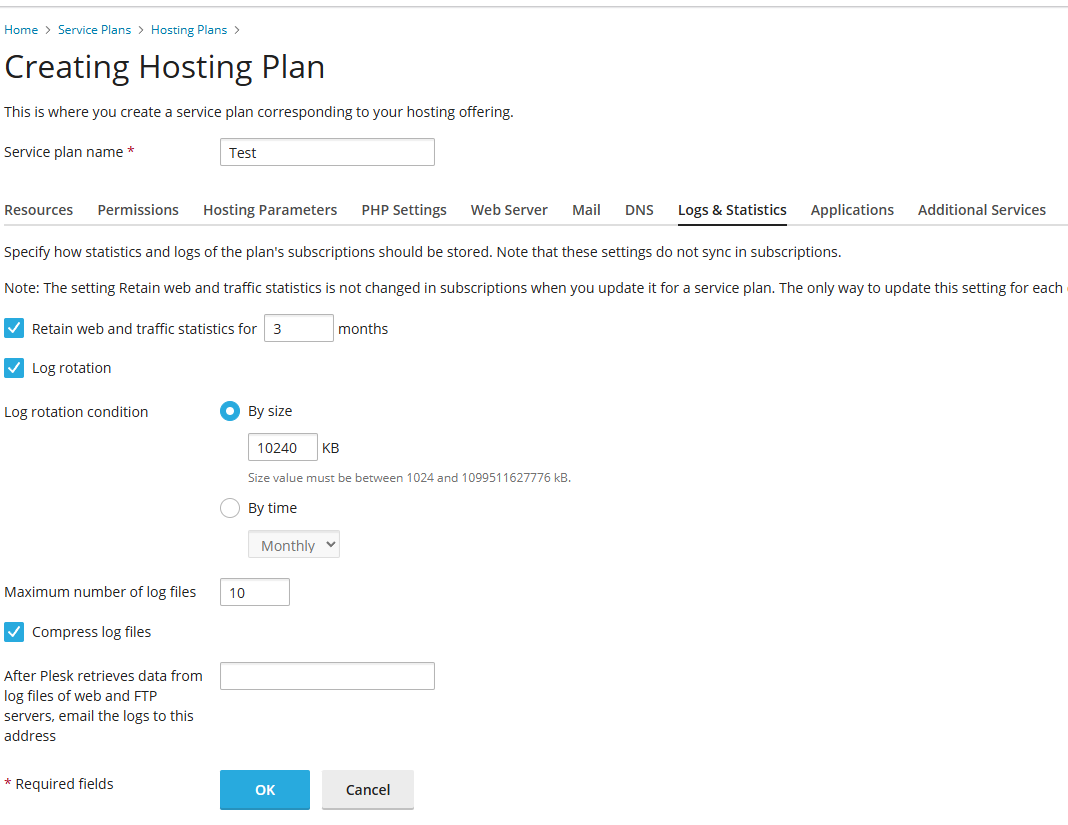 Home > Service Plans > Hosting Plans >
Creating Hosting Plan
This is where you create a service plan corresponding to your hosting offering.
Service plan name * Test
Resources Permissions Hosting Parameters PHP Settings Web Server Mail DNS Logs & Statistics Applications Additional Services
Specify how statistics and logs of the plan's subscriptions should be stored. Note that these settings do not sync in subscriptions.
Note: The setting Retain web and traffic statistics is not changed in subscriptions when you update it for a service plan. The only way to update this setting for each
Retain web and traffic statistics for 3 months
Log rotation
Log rotation condition By size
10240 KB
Size value must be between 1024 and 1099511627776 kB.
By time
Monthly
Maximum number of log files 10
Compress log files
After Plesk retrieves data from
log files of web and FTP
servers, email the logs to this
address
* Required fields OK Cancel